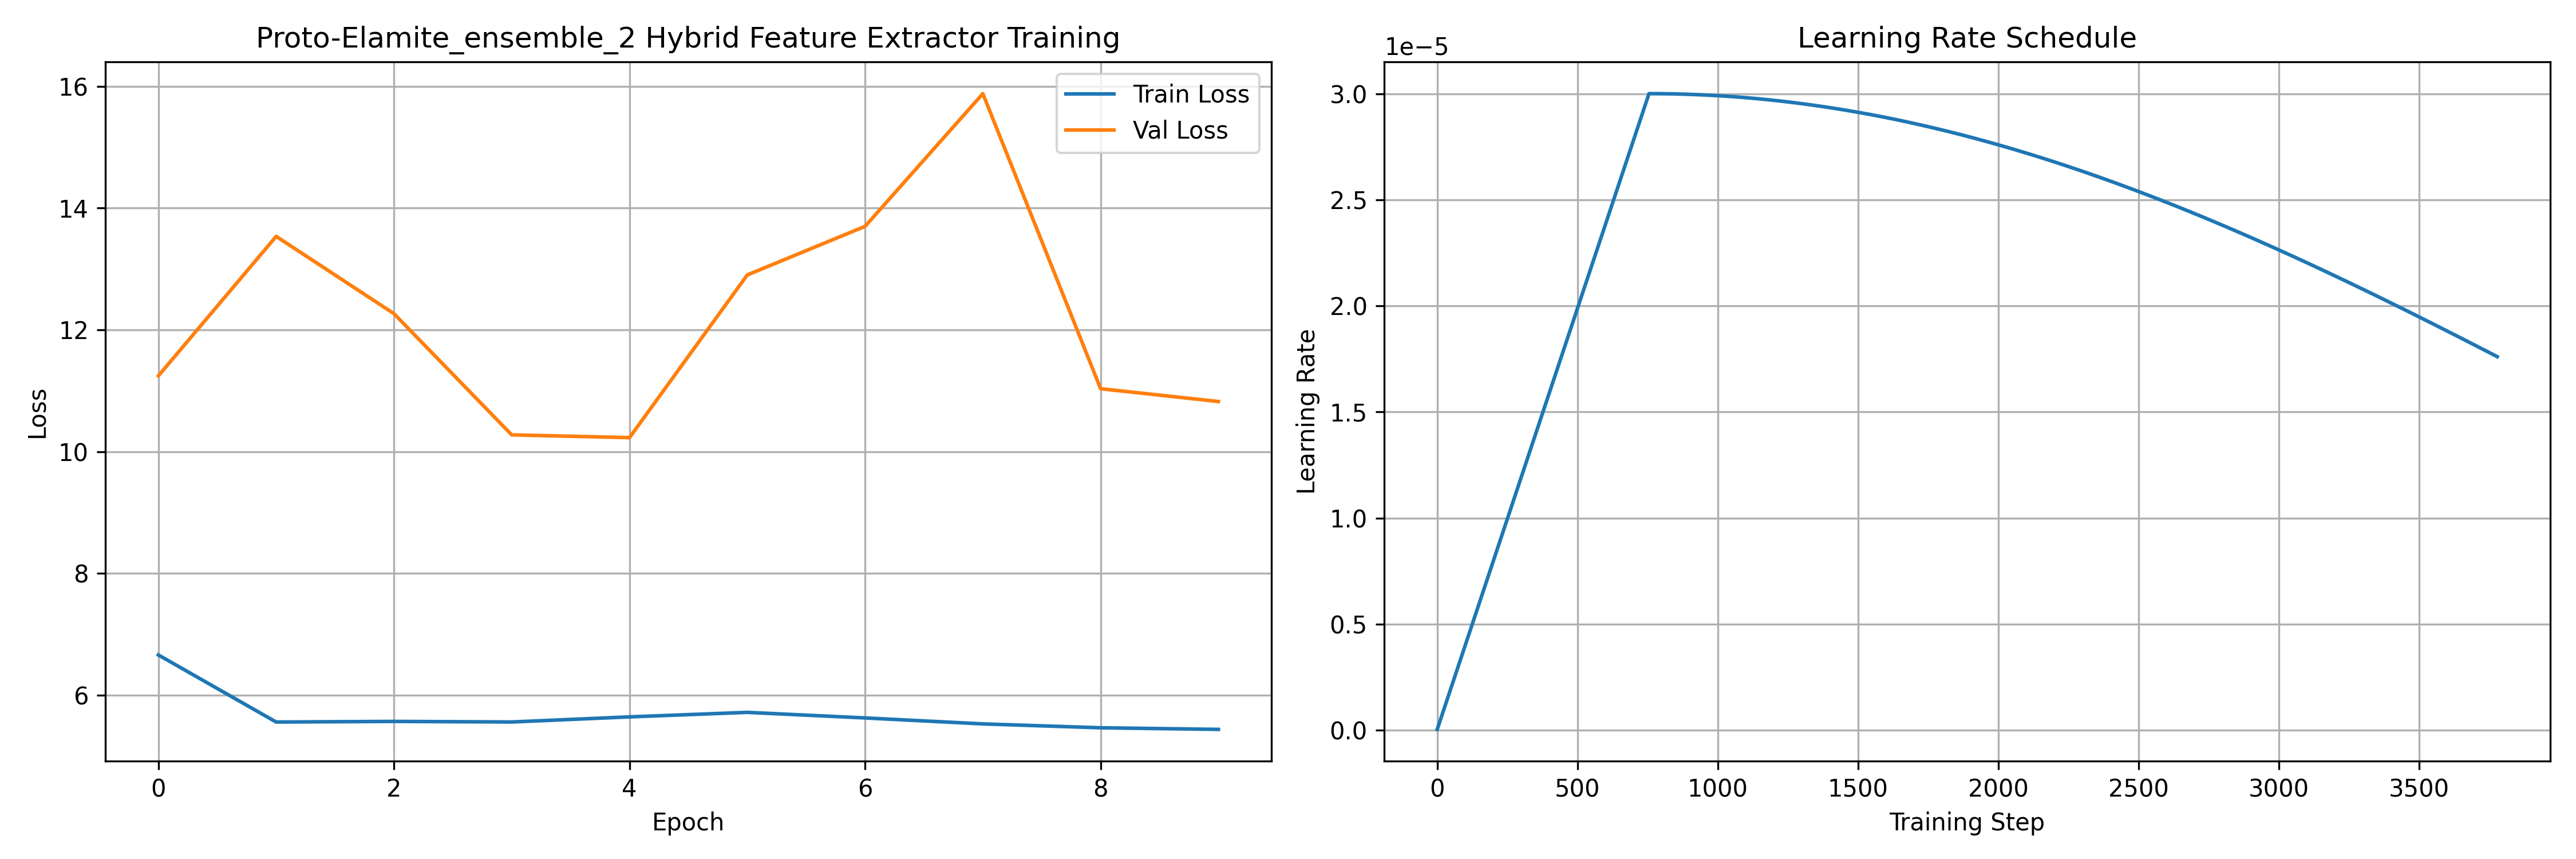 Proto-Elamite_ensemble_2 Hybrid Feature Extractor Training
Train Loss
Val Loss
16
14
12
10
8
6
Loss
0 2 4 6 8
Epoch
Learning Rate Schedule
1e−5
3.0
2.5
2.0
1.5
1.0
0.5
0.0
Learning Rate
0 500 1000 1500 2000 2500 3000 3500
Training Step